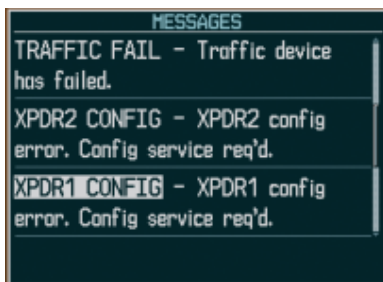 MESSAGES
TRAFFIC FAIL – Traffic device
has failed.
XPDR2 CONFIG – XPDR2 config
error. Config service req'd.
XPDR1 CONFIG – XPDR1 config
error. Config service req'd.